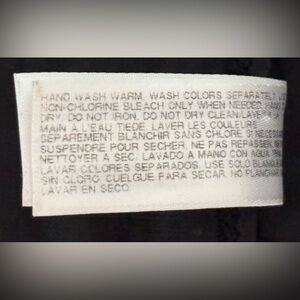 HAND WASH WARM, WASH COLORS SEPARATELY
NON-CHLORINE BLEACH ONLY WHEN NEEDED. HANG
DRY. DO NOT IRON. DO NOT DRY CLEAN/LAVER À LA
MAIN A L'EAU TIEDE. LAVER LES COULEURS
SEPAREMENT BLANCHIR SANS CHLORE SI NECESSAIRE
SUSPENDRE POUR SECHER. NE PAS REPASSER.
NETTOYER A SEC/ LAVADO A MANO CON AGUA
LAVAR COLORES SEPARADOS. USE SOLO
SIN CLORO. CUELGUE PARA SECAR. NO PLANCHAR
LAVAR EN SECO.